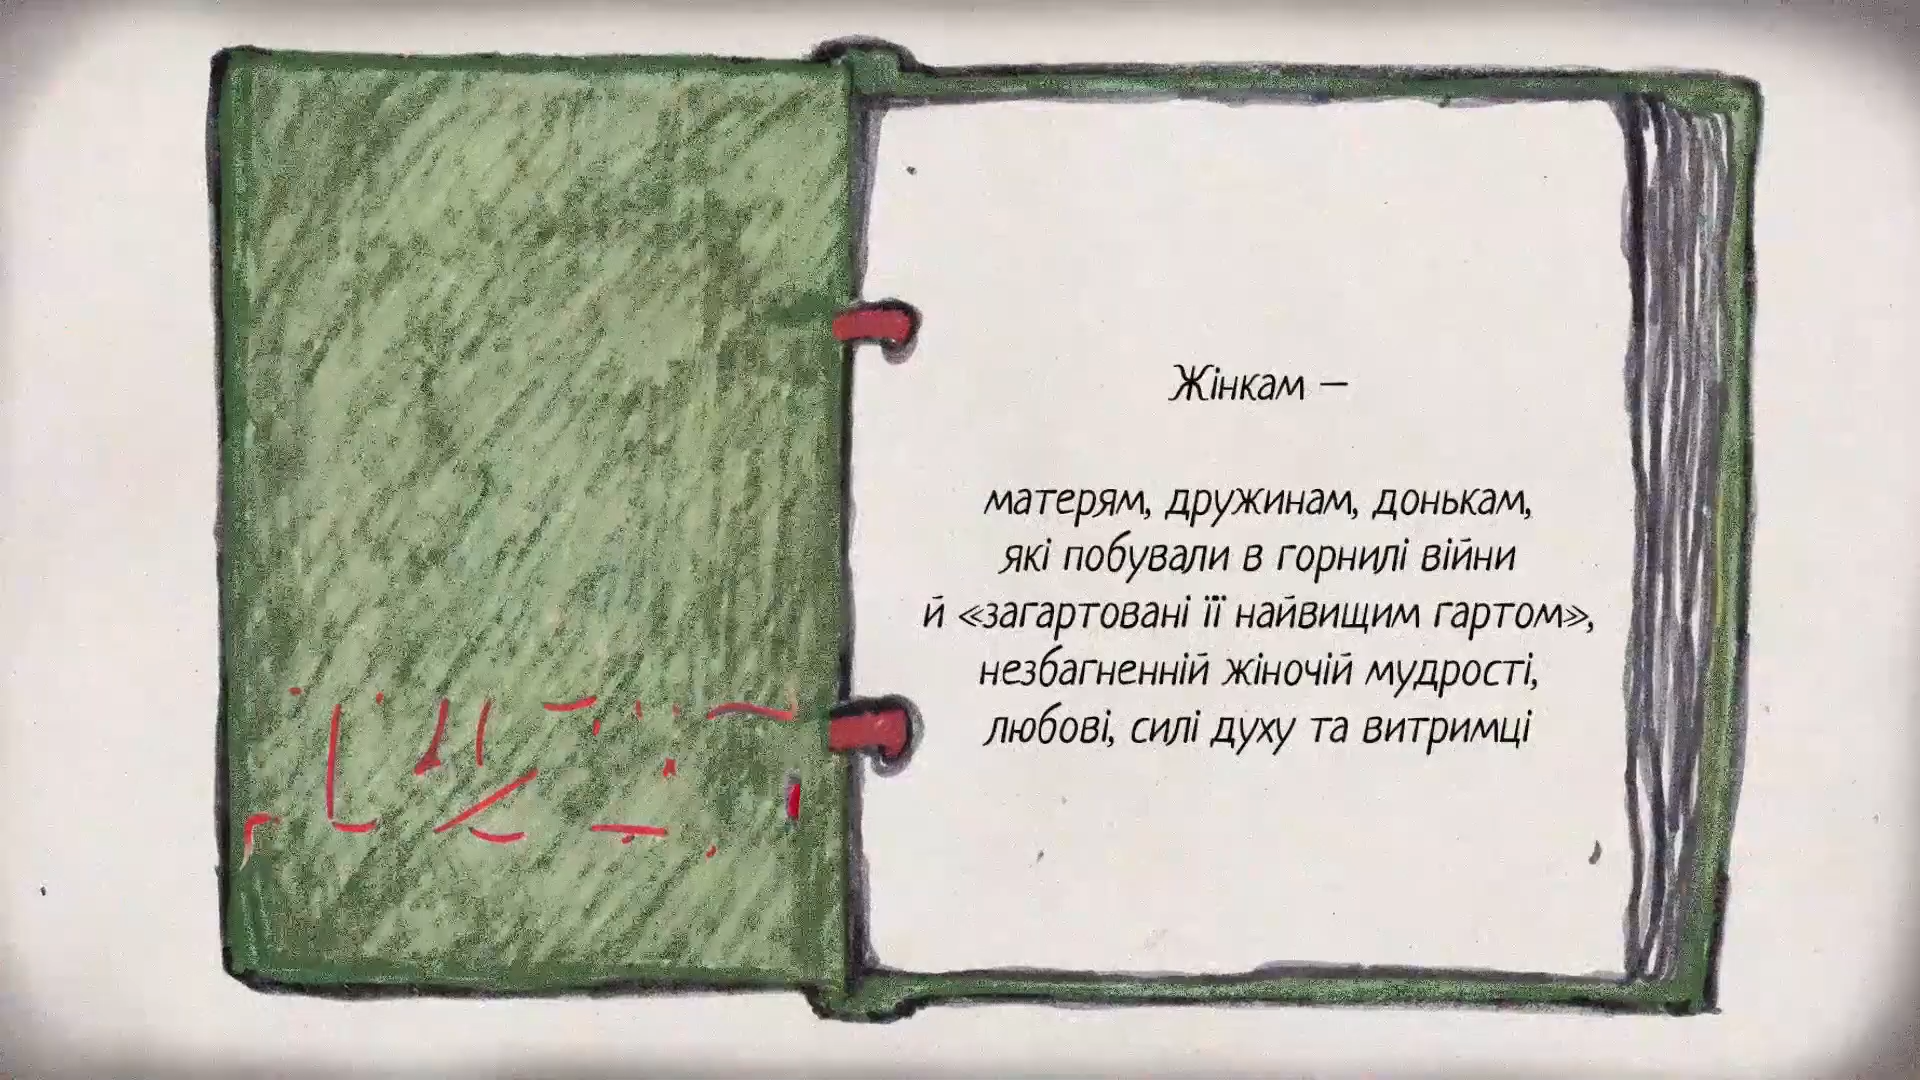 Жінкам –
матерям, дружинам, донькам,
які побували в горнилі війни
й «загартовані її найвищим гартом»,
незбагненній жіночій мудрості,
любові, силі духу та витримці